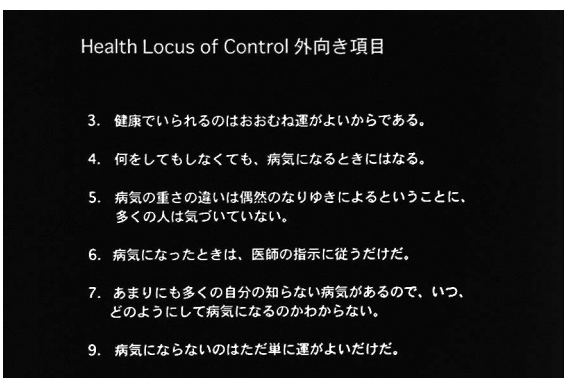 Health Locus of Control 外向き項目
3. 健康でいられるのはおおむね運がよいからである。
4. 何をしてもしなくても、病気になるときにはなる。
5. 病気の重さの違いは偶然のなりゆきによるということに、
多くの人は気づいていない。
6. 病気になったときは、医師の指示に従うだけだ。
7. あまりにも多くの自分の知らない病気があるので、いつ、
どのようにして病気になるのかわからない。
9. 病気にならないのはただ単に運がよいだけだ。